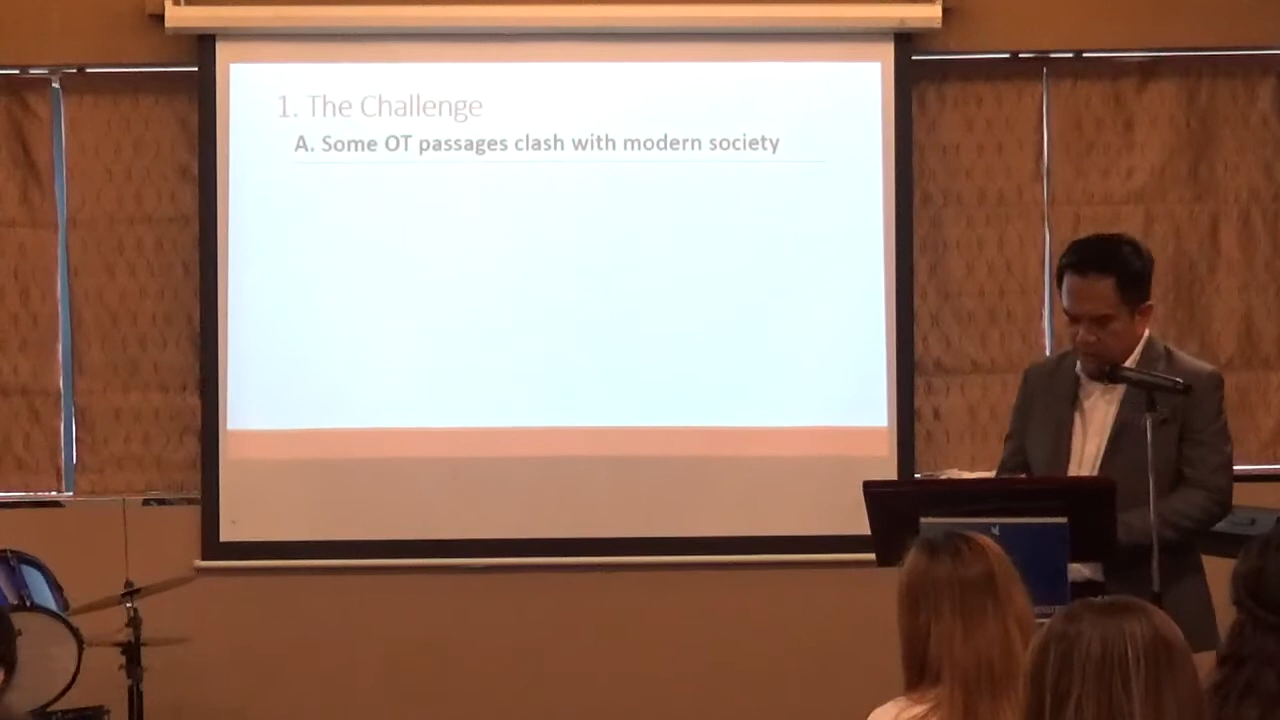 1. The Challenge
A. Some OT passages clash with modern society